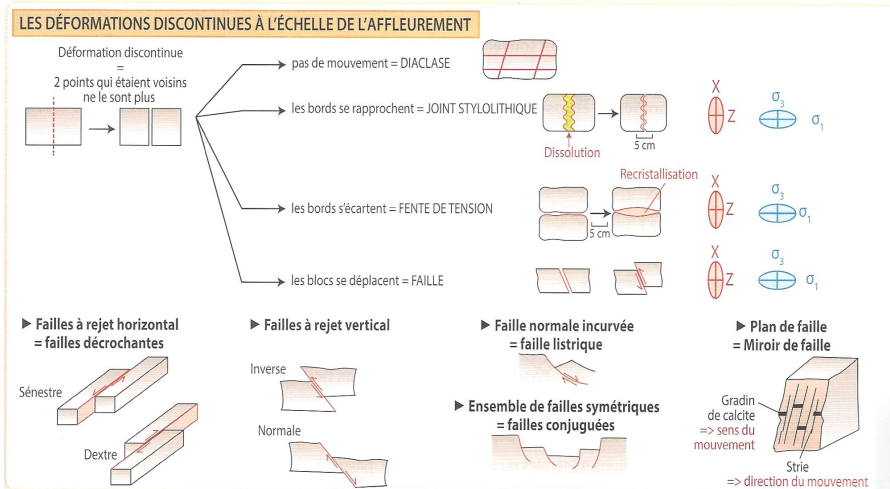 LES DÉFORMATIONS DISCONTINUES À L'ÉCHELLE DE L'AFFLEUREMENT
Déformation discontinue
=
2 points qui étaient voisins
ne le sont plus
pas de mouvement = DIACLASE
les bords se rapprochent = JOINT STYLOLITHIQUE
Dissolution
5 cm
X
Z
σ3
σ1
les bords s'écartent = FENTE DE TENSION
Recristallisation
5 cm
X
Z
σ3
σ1
les blocs se déplacent = FAILLE
X
Z
σ3
σ1
▶ Failles à rejet horizontal
= failles décrochantes
Sénestre
Dextre
▶ Failles à rejet vertical
Inverse
Normale
▶ Faille normale incurvée
= faille listrique
▶ Ensemble de failles symétriques
= failles conjuguées
▶ Plan de faille
= Miroir de faille
Gradin
de calcite
=> sens du
mouvement
Strie
=> direction du mouvement